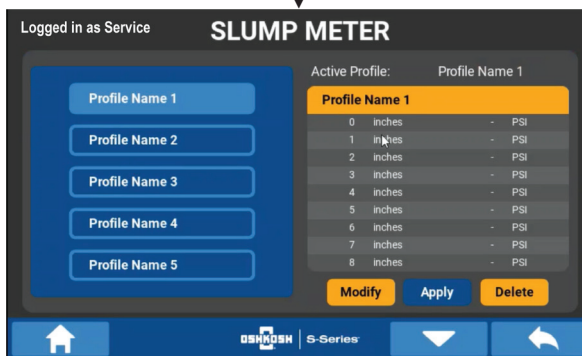 Logged in as Service
SLUMP METER
Profile Name 1
Profile Name 2
Profile Name 3
Profile Name 4
Profile Name 5
Active Profile: Profile Name 1
Profile Name 1
0 inches - PSI
1 inches - PSI
2 inches - PSI
3 inches - PSI
4 inches - PSI
5 inches - PSI
6 inches - PSI
7 inches - PSI
8 inches - PSI
Modify Apply Delete
OSHKOSH S-Series